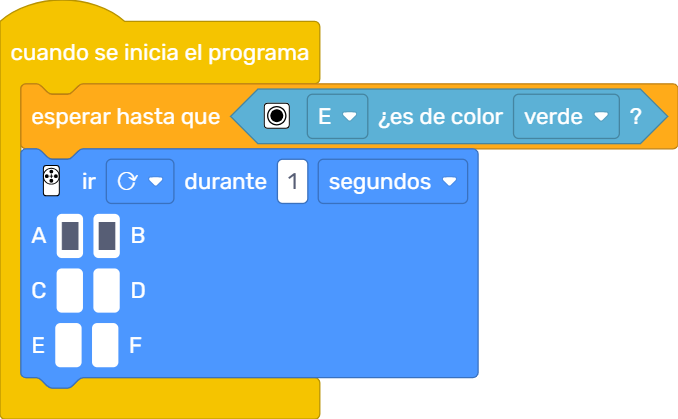 cuando se inicia el programa
esperar hasta que E ¿es de color verde ?
ir durante 1 segundos
A B
C D
E F